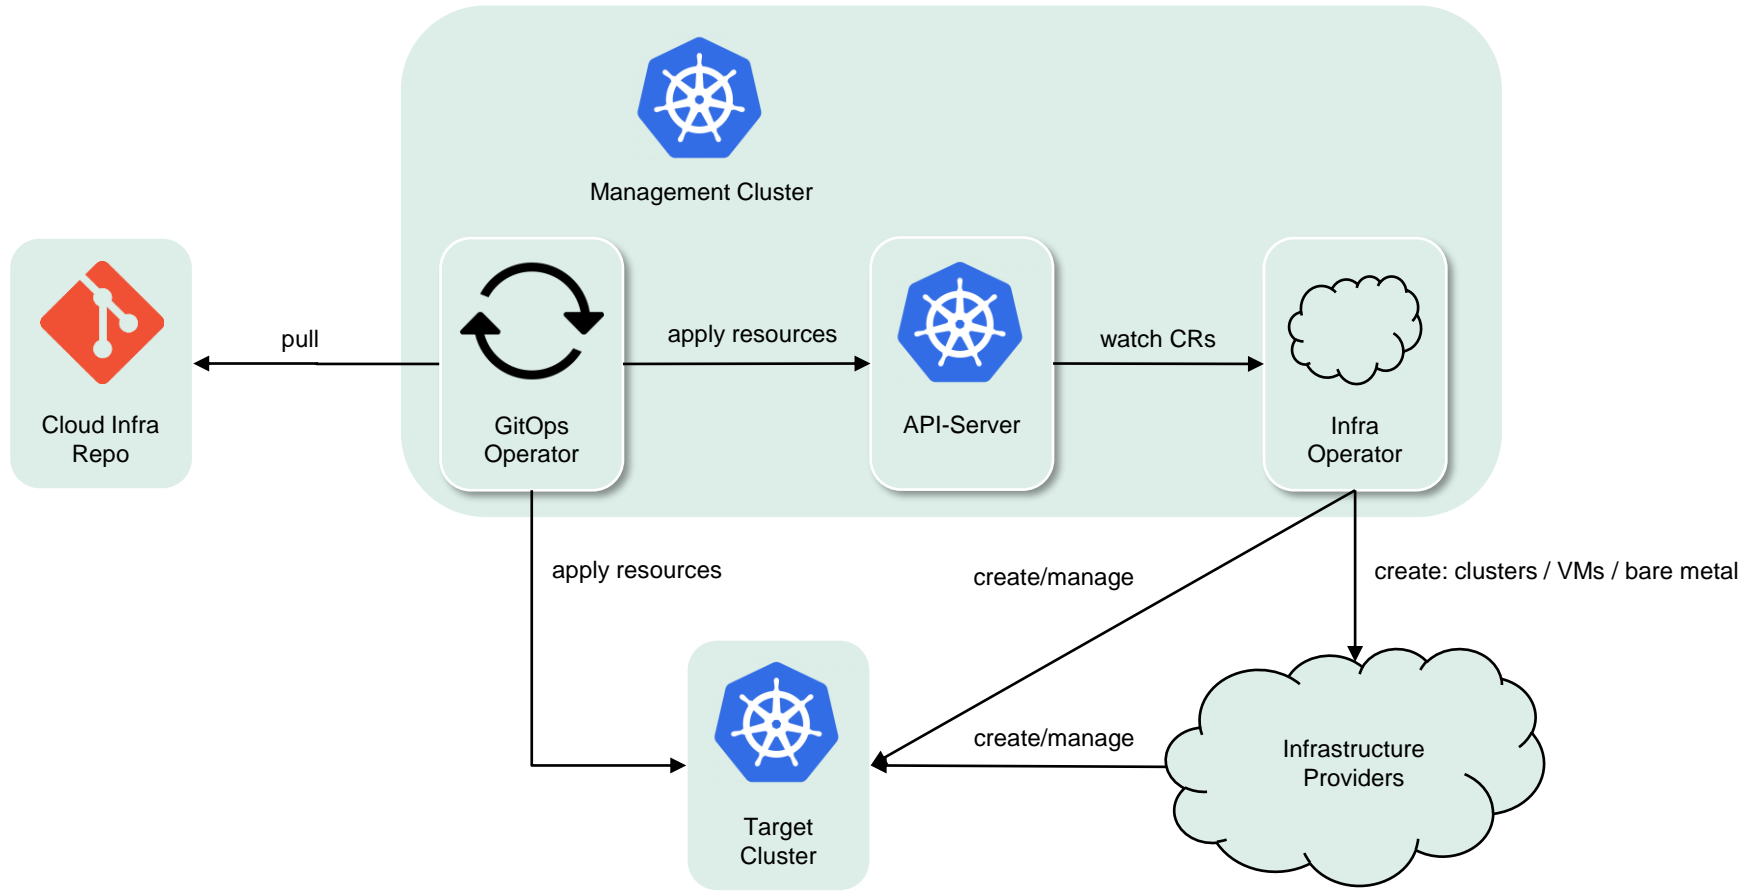 Management Cluster
pull
apply resources
watch CRs
Cloud Infra
Repo
GitOps
Operator
API-Server
Infra
Operator
apply resources
create/manage
create: clusters / VMs / bare metal
create/manage
Infrastructure
Providers
Target
Cluster